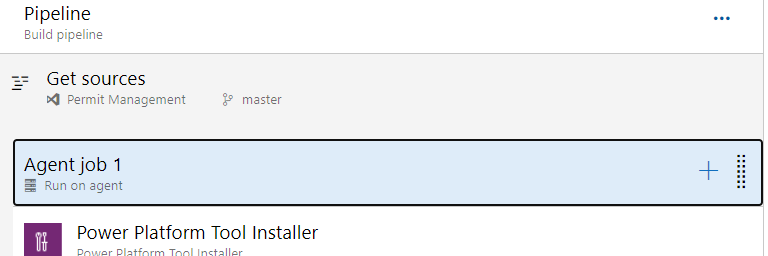 Pipeline
Build pipeline
Get sources
Permit Management master
Agent job 1
Run on agent
Power Platform Tool Installer
Power Platform Tool Installer